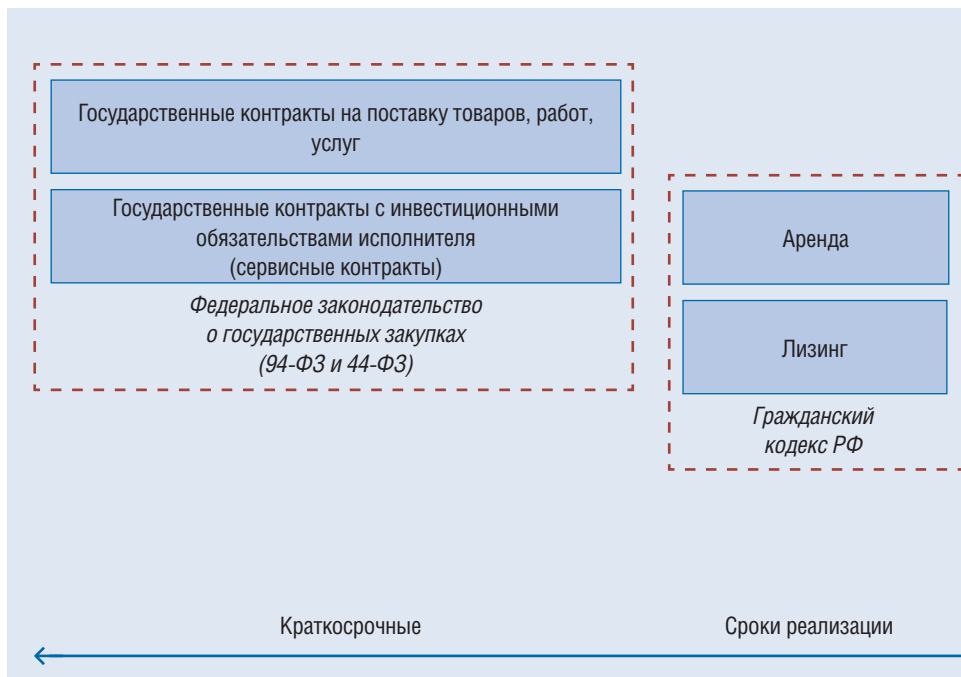 Государственные контракты на поставку товаров, работ,
услуг
Государственные контракты с инвестиционными
обязательствами исполнителя
(сервисные контракты)
Федеральное законодательство
о государственных закупках
(94-ФЗ и 44-ФЗ)
Аренда
Лизинг
Гражданский
кодекс РФ
Краткосрочные
Сроки реализации